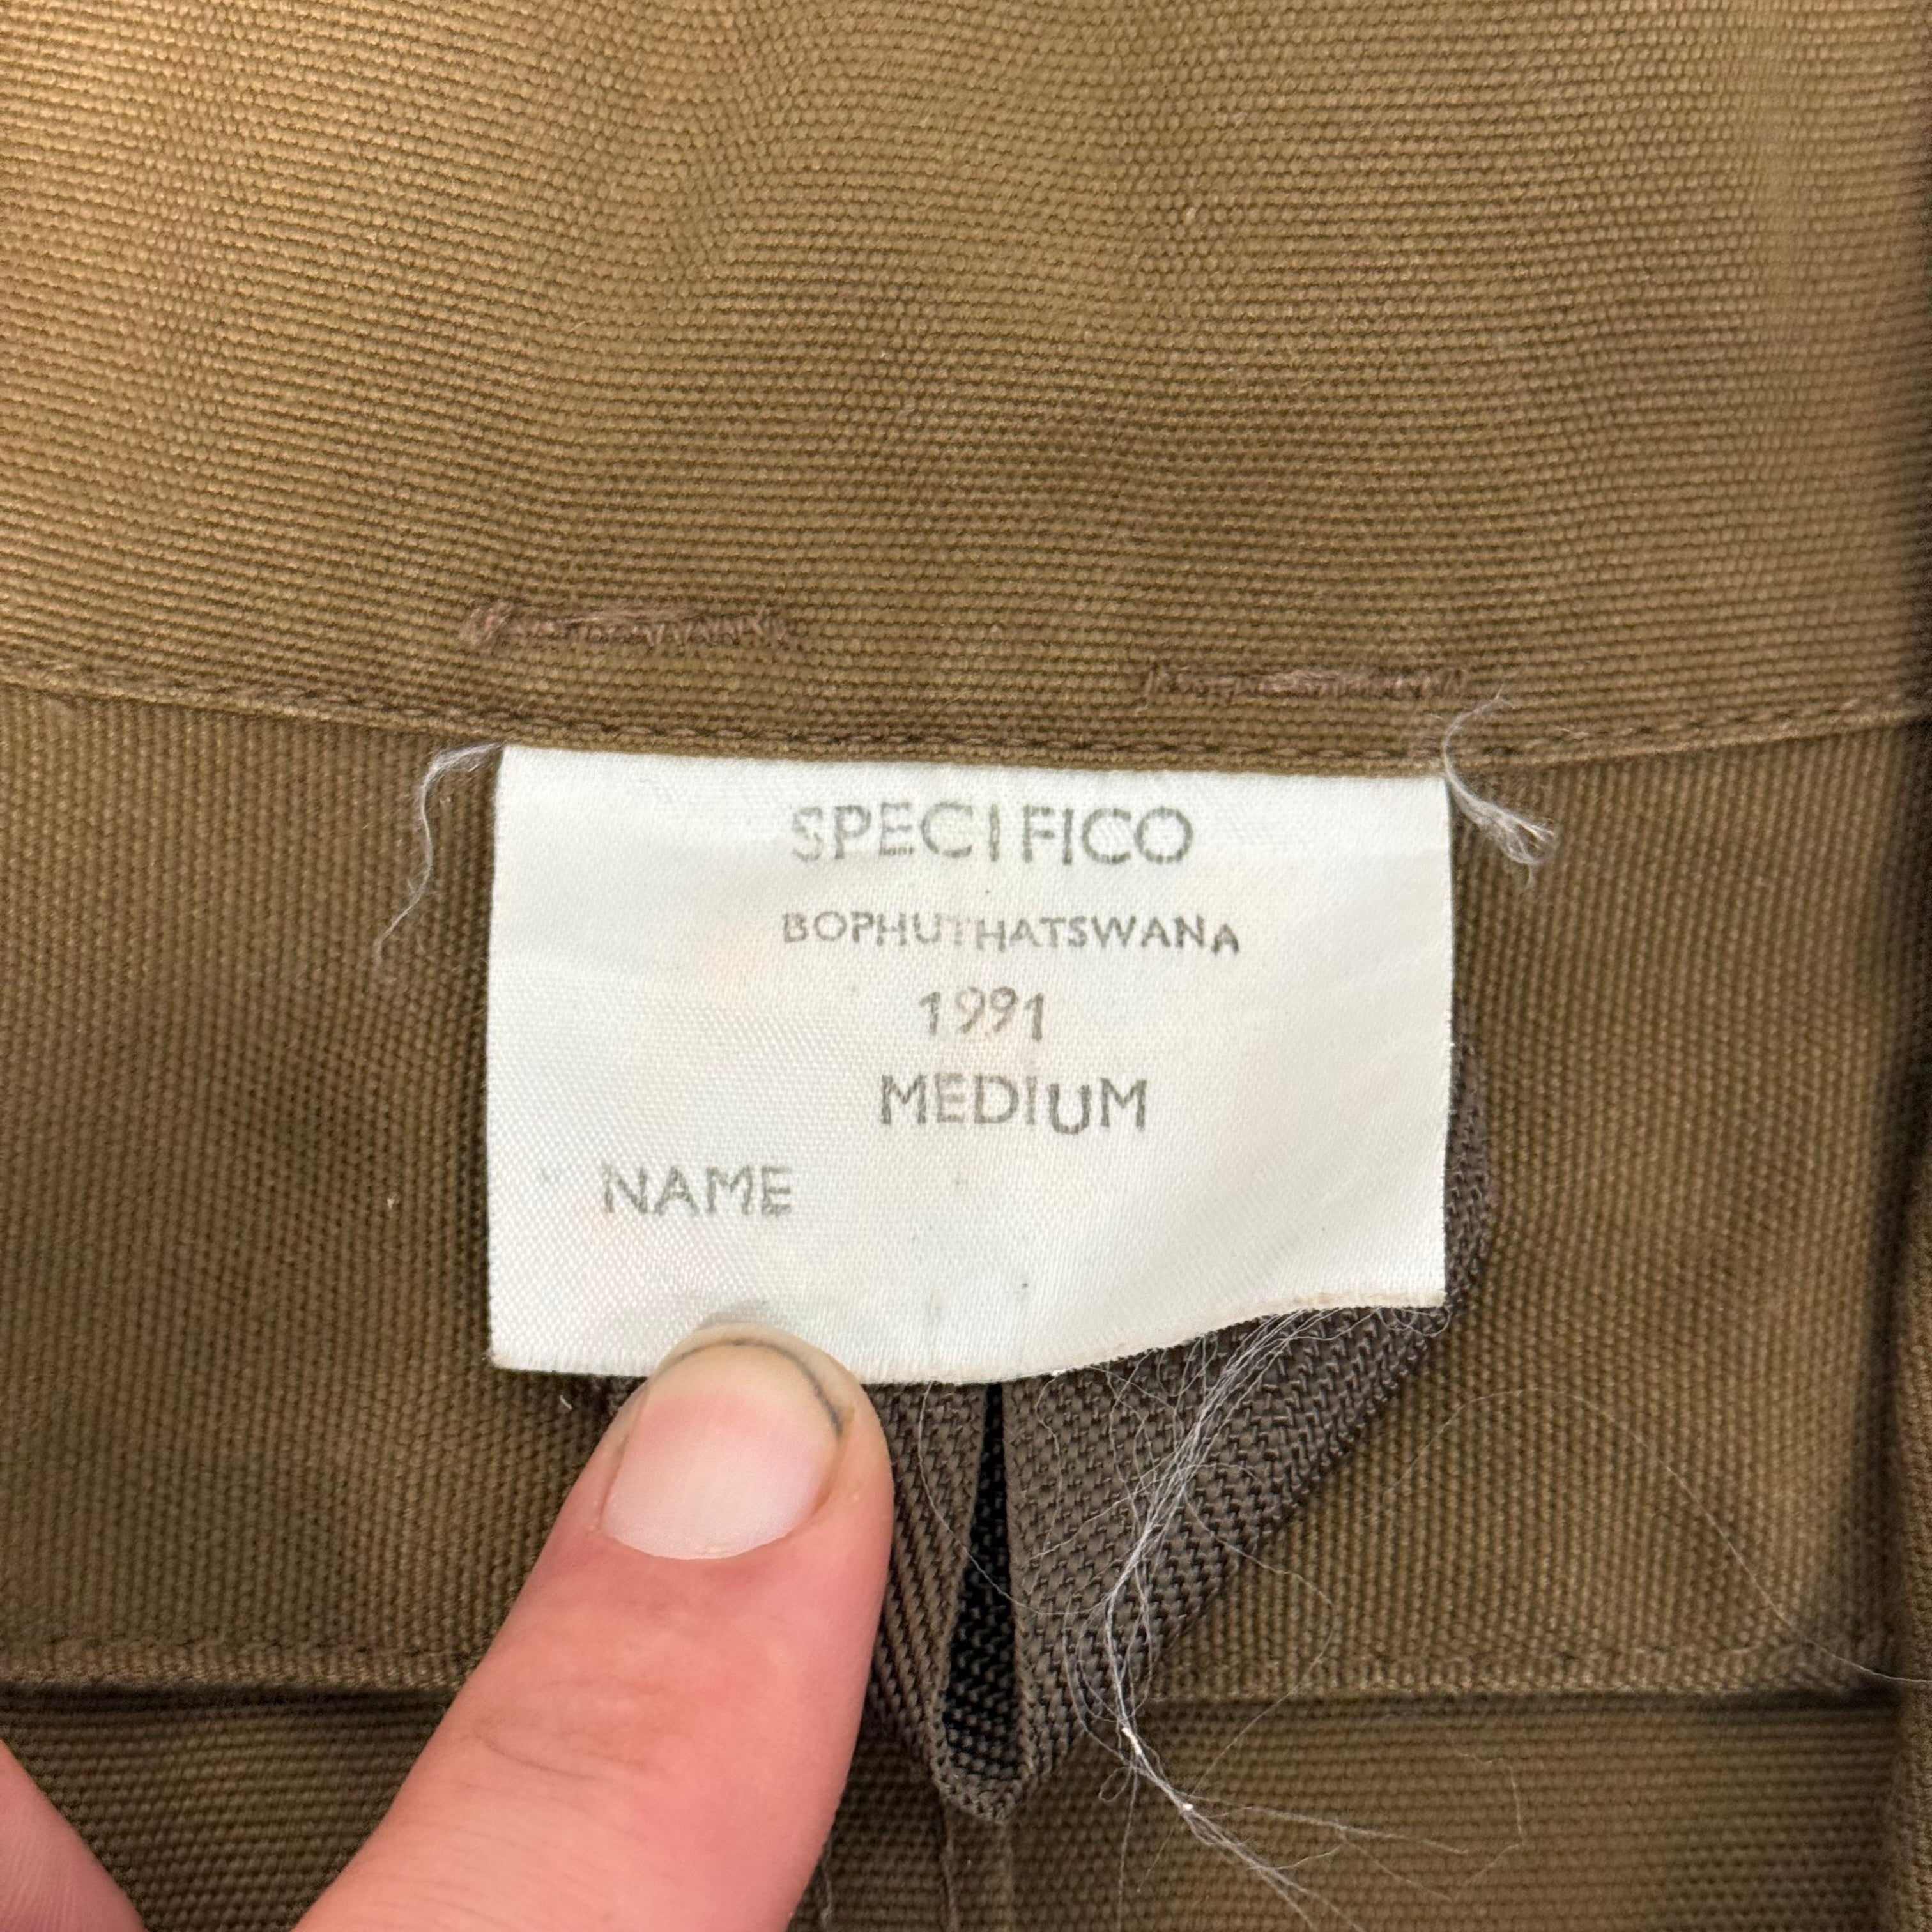 SPECIFICO
BOPHUTHATSWANA
1991
MEDIUM
NAME